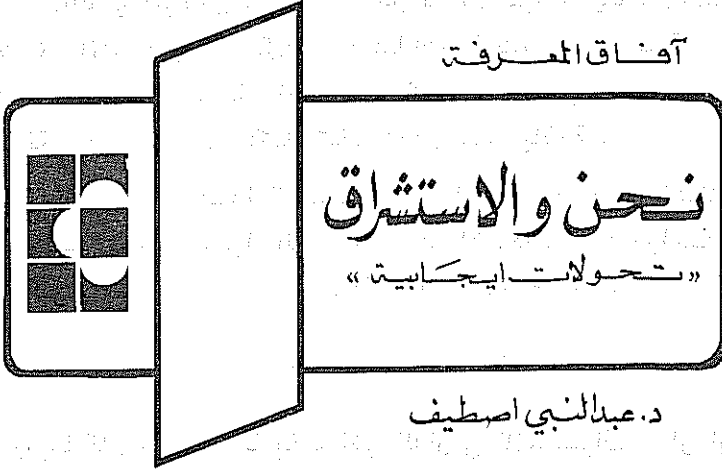 آفاق المعرفة
نحن والاستشراق
«تحولات ايجابية»
د. عبدالنبي اصطيف